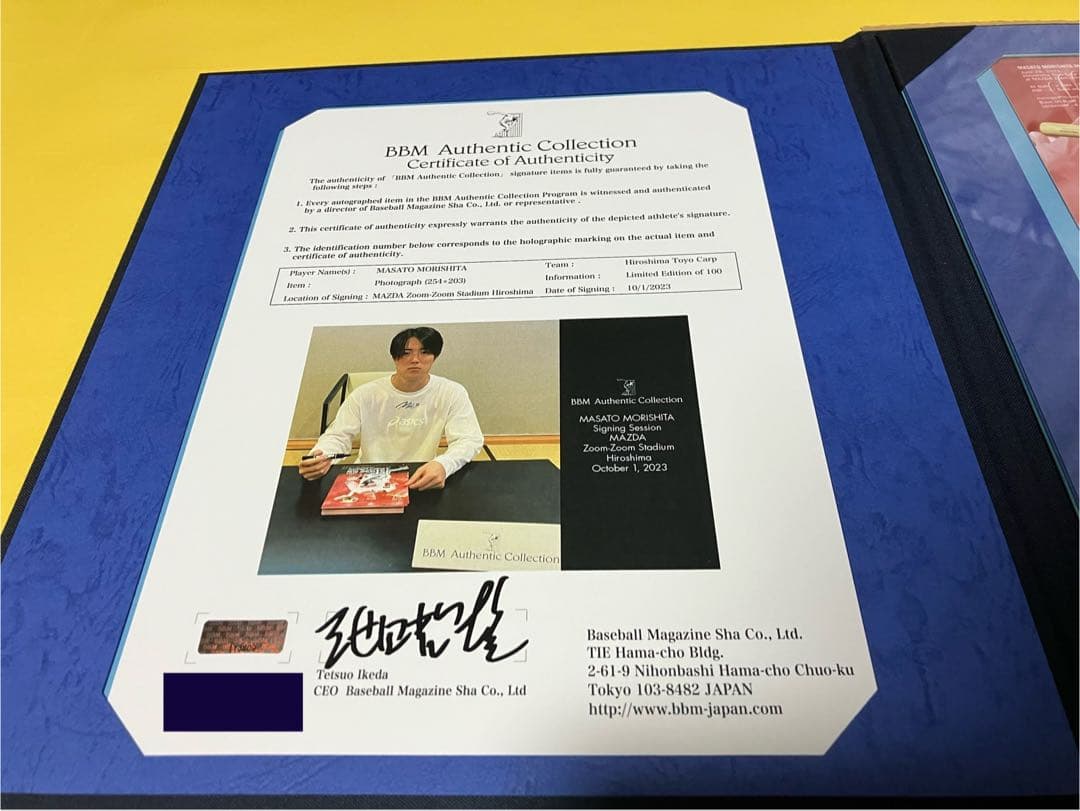 BBM Authentic Collection
Certificate of Authenticity
The authenticity of 「BBM Authentic Collection」 signature items is fully guaranteed by taking the
following steps :
1. Every autographed item in the BBM Authentic Collection Program is witnessed and authenticated
by a director of Baseball Magazine Sha Co., Ltd. or representative .
2. This certificate of authenticity expressly warrants the authenticity of the depicted athlete's signature.
3. The identification number below corresponds to the holographic marking on the actual item and
certificate of authenticity.
Player Name(s) : MASATO MORISHITA Team : Hiroshima Toyo Carp
Item : Photograph (254×203) Information : Limited Edition of 100
Location of Signing : MAZDA Zoom-Zoom Stadium Hiroshima Date of Signing : 10/1/2023
asics
BBM Authentic Collection
BBM Authentic Collection
MASATO MORISHITA
Signing Session
MAZDA
Zoom-Zoom Stadium
Hiroshima
October 1, 2023
Tetsuo Ikeda
CEO Baseball Magazine Sha Co., Ltd
Baseball Magazine Sha Co., Ltd.
TIE Hama-cho Bldg.
2-61-9 Nihonbashi Hama-cho Chuo-ku
Tokyo 103-8482 JAPAN
http://www.bbm-japan.com
MASATO MORISHITA